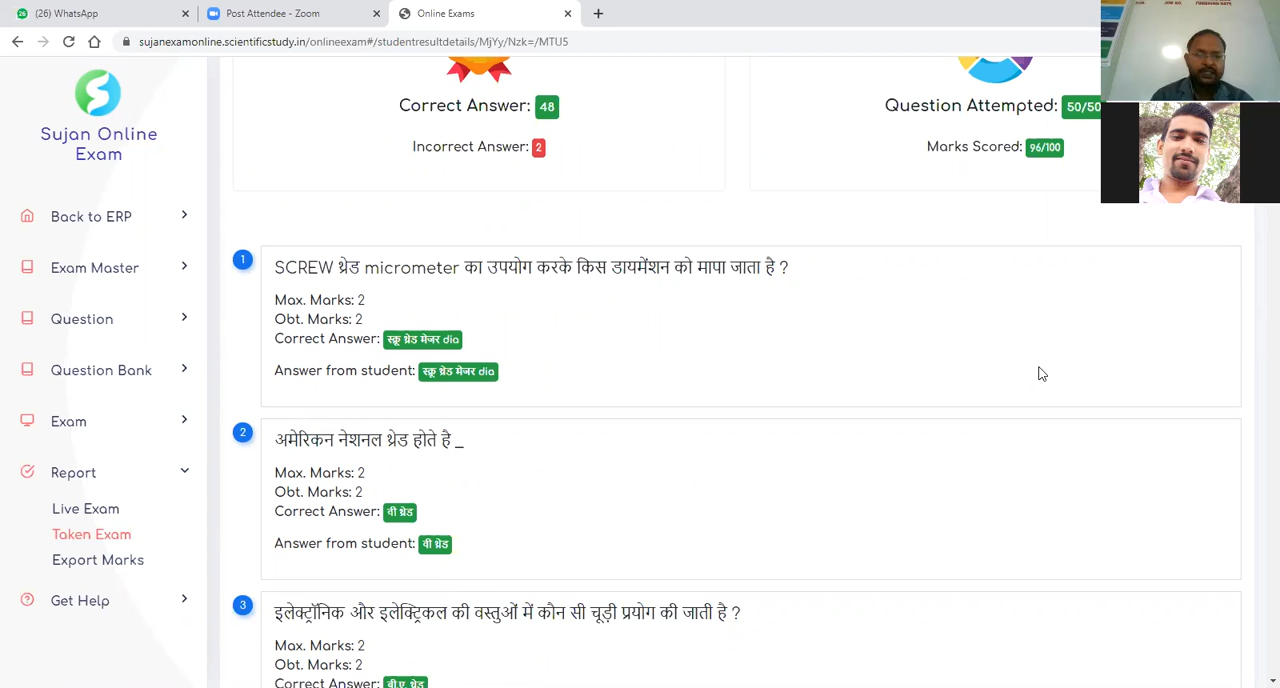 (26) WhatsApp
Post Attendee - Zoom
Online Exams
sujanexamonline.scientificstudy.in/onlineexam#/studentresultdetails/MjYy/Nzk=/MTU5
Sujan Online
Exam
Back to ERP
Exam Master
Question
Question Bank
Exam
Report
Live Exam
Taken Exam
Export Marks
Get Help
Correct Answer: 48
Incorrect Answer: 2
Question Attempted: 50/50
Marks Scored: 96/100
1
SCREW थ्रेड micrometer का उपयोग करके किस डायमेंशन को मापा जाता है ?
Max. Marks: 2
Obt. Marks: 2
Correct Answer: स्क्रू थ्रेड मेजर dia
Answer from student: स्क्रू थ्रेड मेजर dia
2
अमेरिकन नेशनल थ्रेड होते है _
Max. Marks: 2
Obt. Marks: 2
Correct Answer: वी थ्रेड
Answer from student: वी थ्रेड
3
इलेक्ट्रॉनिक और इलेक्ट्रिकल की वस्तुओं में कौन सी चूड़ी प्रयोग की जाती है ?
Max. Marks: 2
Obt. Marks: 2
Correct Answer: बी.ए. थ्रेड